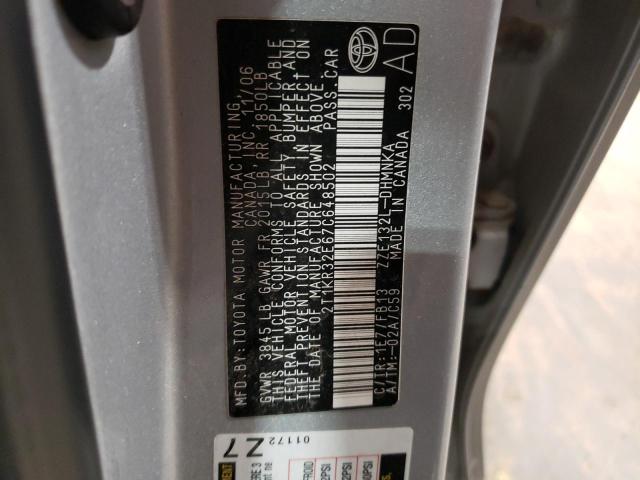 MFD. BY: TOYOTA MOTOR MANUFACTURING,
CANADA, INC. 11/06
GVWR 3845 LB GAWR FR 2015LB RR 1850LB
THIS VEHICLE CONFORMS TO ALL APPLICABLE
FEDERAL MOTOR VEHICLE SAFETY, BUMPER AND
THEFT PREVENTION STANDARDS IN EFFECT ON
THE DATE OF MANUFACTURE SHOWN ABOVE.
2T1KR32E67C648502 PASS. CAR
C/TR: 1E7/FB13 ZZE132L-DHMNKA
A/TM: -02A/C59 MADE IN CANADA 302
AD
Z7
01172